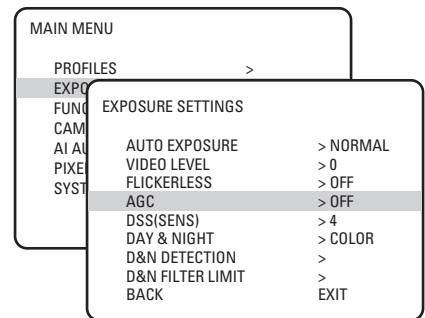 MAIN MENU
PROFILES >
EXPO
FUNC
CAM
AI AU
PIXEL
SYST
EXPOSURE SETTINGS
AUTO EXPOSURE > NORMAL
VIDEO LEVEL > 0
FLICKERLESS > OFF
AGC > OFF
DSS(SENS) > 4
DAY & NIGHT > COLOR
D&N DETECTION >
D&N FILTER LIMIT >
BACK EXIT